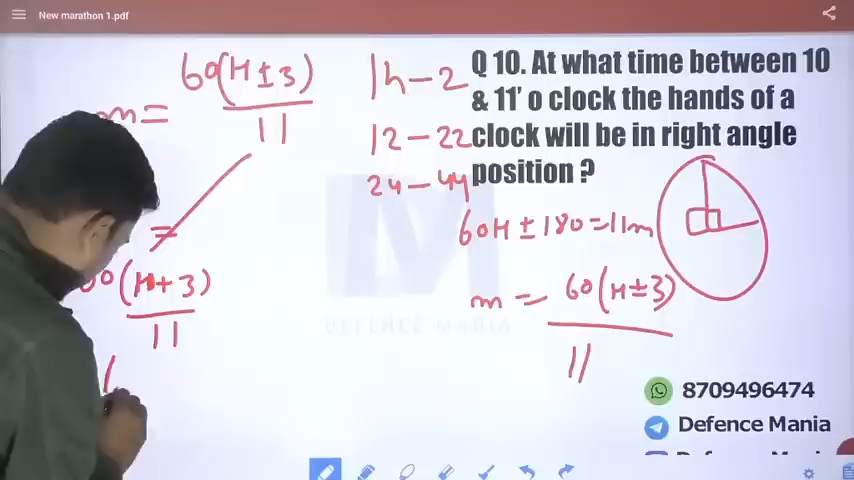 New marathon 1.pdf
60(H±3)
m=
11
1h-2
12-22
24-44
Q 10. At what time between 10
& 11' o clock the hands of a
clock will be in right angle
position ?
60H±180=11m
=
(10+3)
11
m = 60(H±3)
11
DEFENCE MANIA
8709496474
Defence Mania